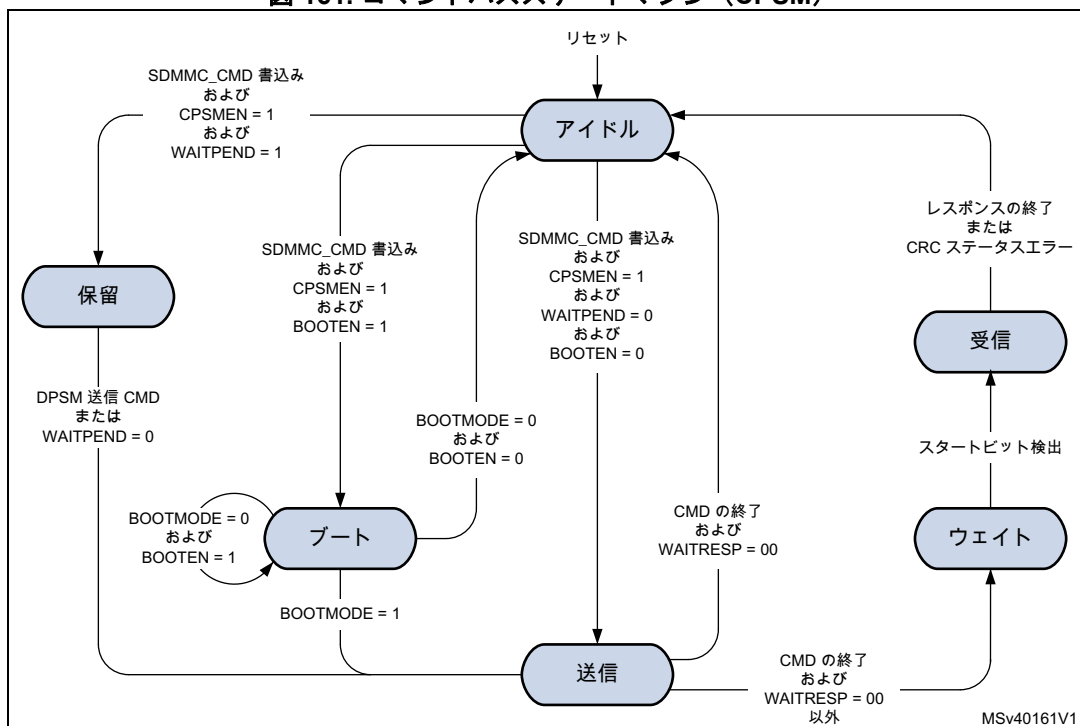 図 161. コマンドパスステートマシン（CPSM）
リセット
SDMMC_CMD 書込み
および
CPSMEN = 1
および
WAITPEND = 1
アイドル
SDMMC_CMD 書込み
および
CPSMEN = 1
および
BOOTEN = 1
SDMMC_CMD 書込み
および
CPSMEN = 1
および
WAITPEND = 0
および
BOOTEN = 0
レスポンスの終了
または
CRC ステータスエラー
保留
受信
DPSM 送信 CMD
または
WAITPEND = 0
BOOTMODE = 0
および
BOOTEN = 0
スタートビット検出
BOOTMODE = 0
および
BOOTEN = 1
ブート
CMD の終了
および
WAITRESP = 00
ウェイト
BOOTMODE = 1
送信
CMD の終了
および
WAITRESP = 00
以外
MSv40161V1